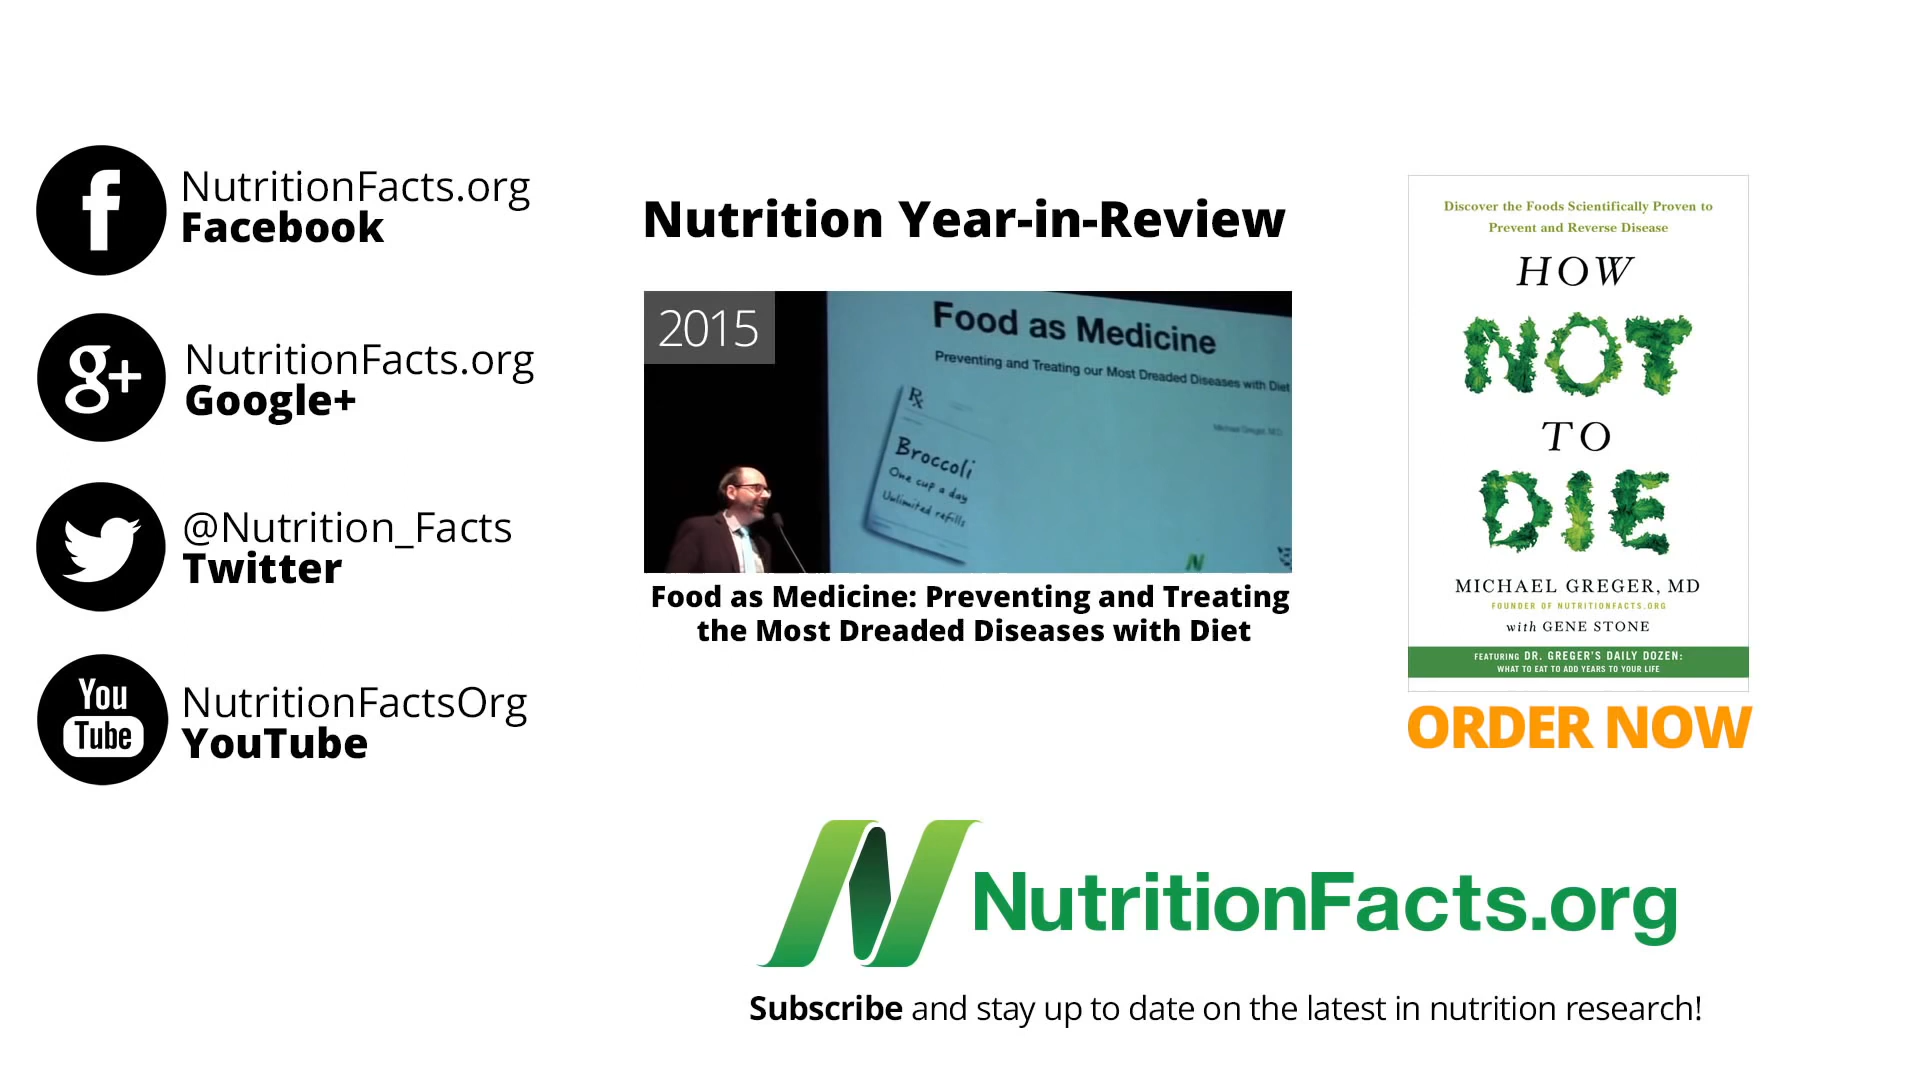 NutritionFacts.org
Facebook
g+
NutritionFacts.org
Google+
@Nutrition_Facts
Twitter
You
Tube
NutritionFactsOrg
YouTube
Nutrition Year-in-Review
2015
Food as Medicine
Preventing and Treating our Most Dreaded Diseases with Diet
Michael Greger, M.D.
Rx
Broccoli
One cup a day
Unlimited refills
Food as Medicine: Preventing and Treating
the Most Dreaded Diseases with Diet
Discover the Foods Scientifically Proven to
Prevent and Reverse Disease
HOW
NOT
TO
DIE
MICHAEL GREGER, MD
FOUNDER OF NUTRITIONFACTS.ORG
with GENE STONE
FEATURING DR. GREGER'S DAILY DOZEN:
WHAT TO EAT TO ADD YEARS TO YOUR LIFE
ORDER NOW
NutritionFacts.org
Subscribe and stay up to date on the latest in nutrition research!